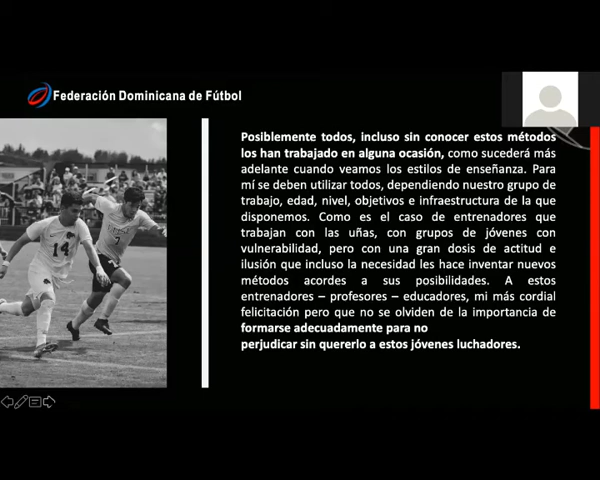 Federación Dominicana de Fútbol
Posiblemente todos, incluso sin conocer estos métodos
los han trabajado en alguna ocasión, como sucederá más
adelante cuando veamos los estilos de enseñanza. Para
mí se deben utilizar todos, dependiendo nuestro grupo de
trabajo, edad, nivel, objetivos e infraestructura de la que
disponemos. Como es el caso de entrenadores que
trabajan con las uñas, con grupos de jóvenes con
vulnerabilidad, pero con una gran dosis de actitud e
ilusión que incluso la necesidad les hace inventar nuevos
métodos acordes a sus posibilidades. A estos
entrenadores – profesores – educadores, mi más cordial
felicitación pero que no se olviden de la importancia de
formarse adecuadamente para no
perjudicar sin quererlo a estos jóvenes luchadores.
14
7